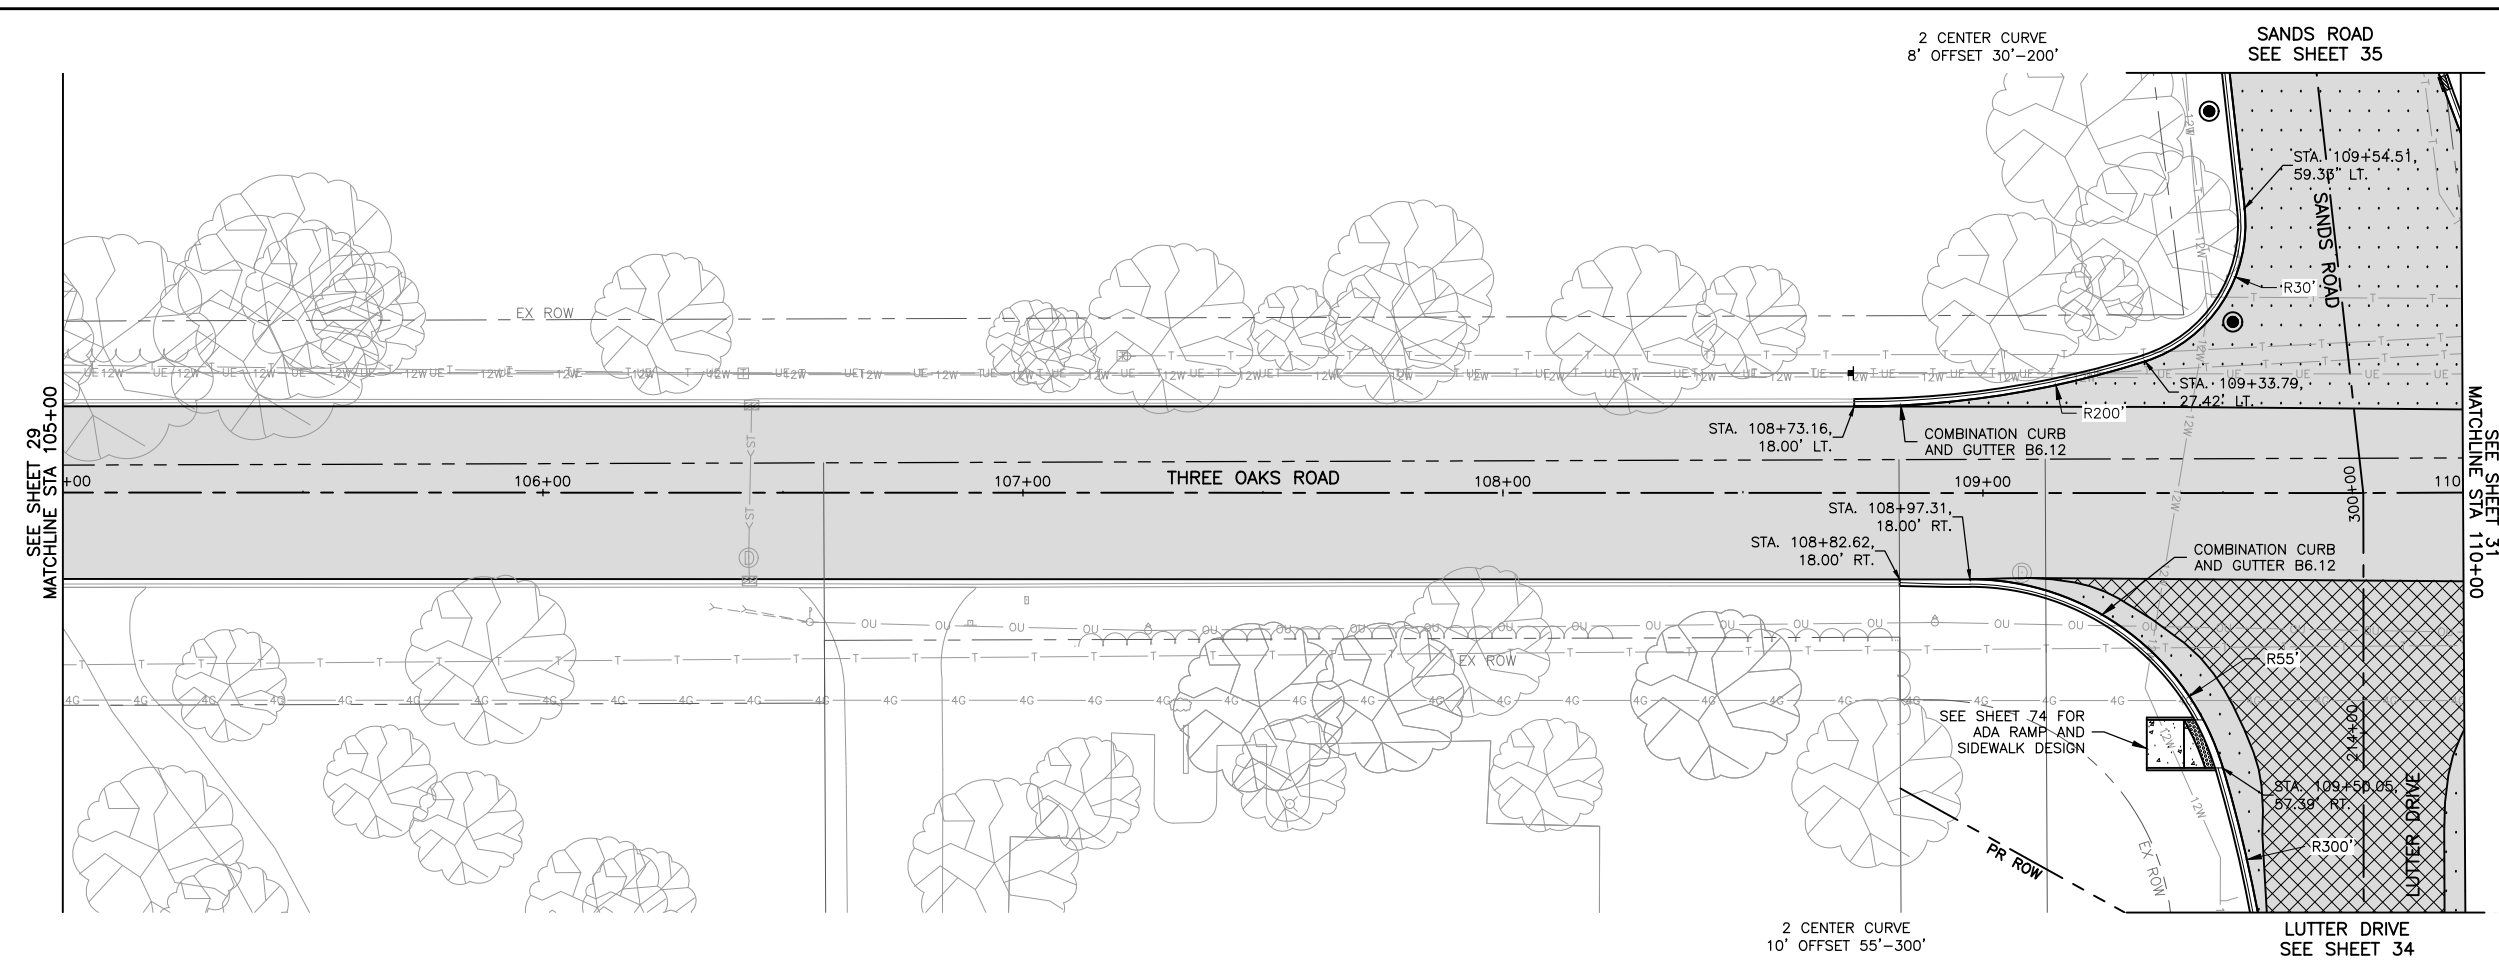 2 CENTER CURVE
8' OFFSET 30'-200'
SANDS ROAD
SEE SHEET 35
STA. 109+54.51,
59.33' LT.
SANDS ROAD
R30'
EX ROW
STA. 109+33.79,
27.42' LT.
R200'
STA. 108+73.16,
18.00' LT.
COMBINATION CURB
AND GUTTER B6.12
SEE SHEET 29
MATCHLINE STA 105+00
+00
106+00
107+00
THREE OAKS ROAD
108+00
109+00
300+00
110
SEE SHEET 31
MATCHLINE STA 110+00
STA. 108+97.31,
18.00' RT.
STA. 108+82.62,
18.00' RT.
COMBINATION CURB
AND GUTTER B6.12
EX ROW
R55'
SEE SHEET 74 FOR
ADA RAMP AND
SIDEWALK DESIGN
214+00
STA. 109+50.05,
57.39' RT.
LUTTER DRIVE
R300'
PR ROW
EX ROW
2 CENTER CURVE
10' OFFSET 55'-300'
LUTTER DRIVE
SEE SHEET 34